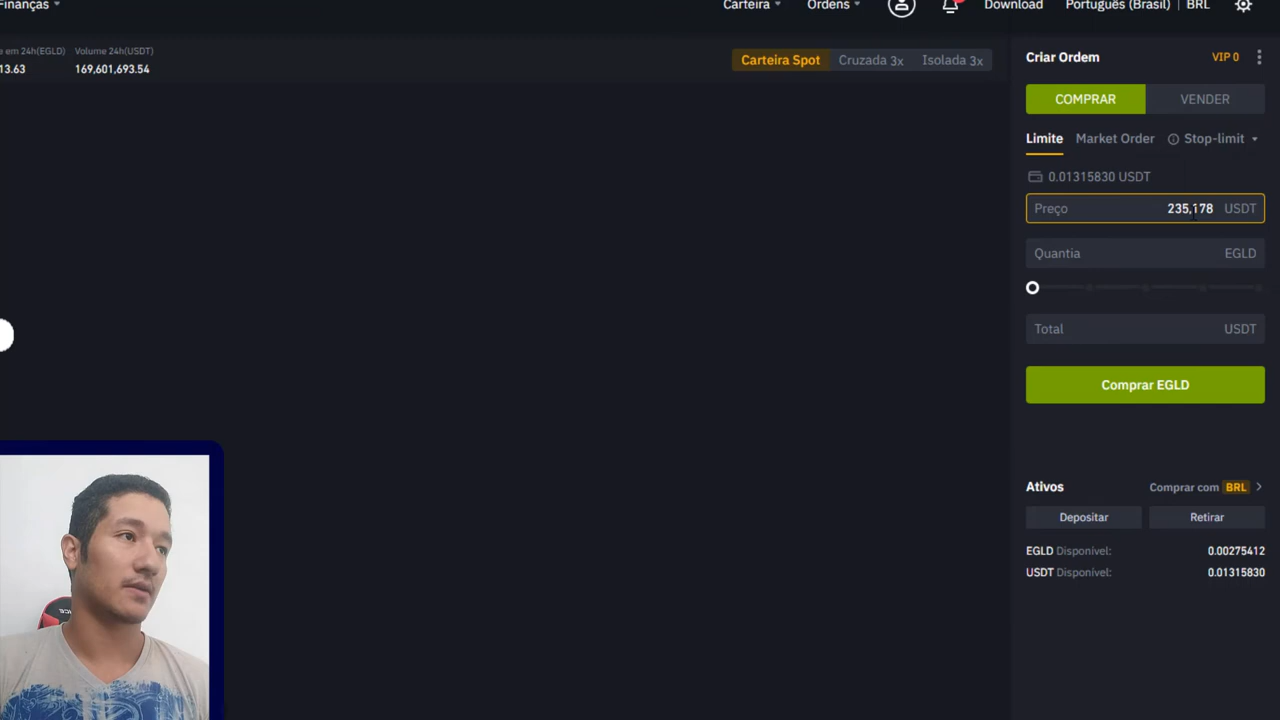 Finanças
Carteira Ordens Download Português (Brasil) BRL
e em 24h(EGLD) Volume 24h(USDT)
13.63 169,601,693.54
Carteira Spot Cruzada 3x Isolada 3x
Criar Ordem VIP 0
COMPRAR VENDER
Limite Market Order Stop-limit
0.01315830 USDT
Preço 235,178 USDT
Quantia EGLD
Total USDT
Comprar EGLD
Ativos Comprar com BRL
Depositar Retirar
EGLD Disponível: 0.00275412
USDT Disponível: 0.01315830